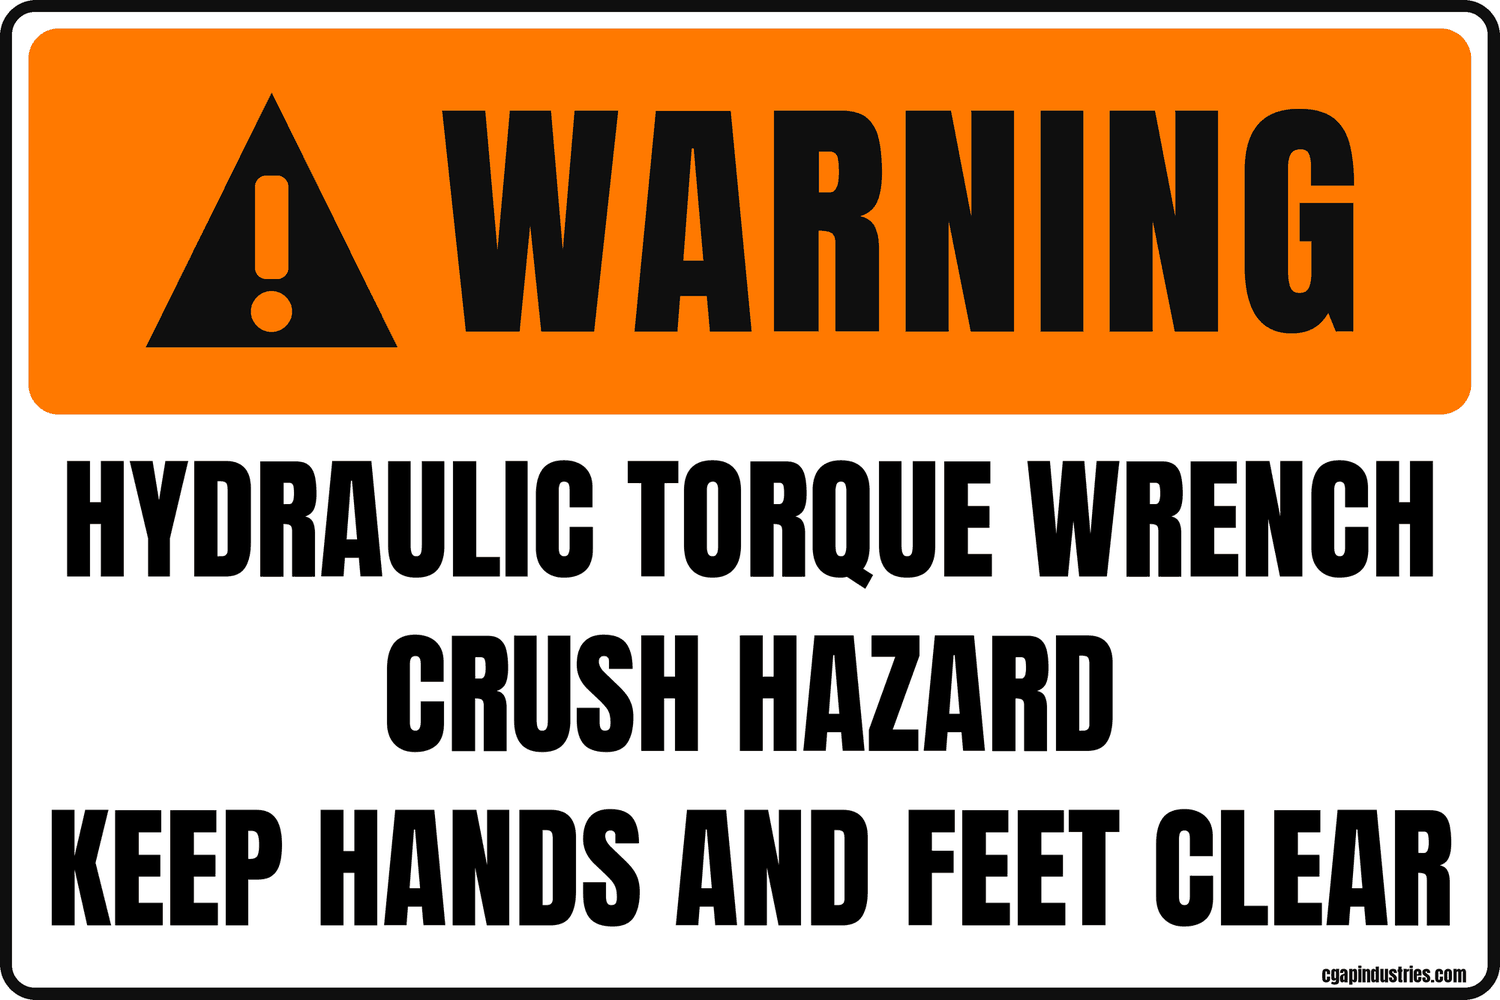 WARNING
HYDRAULIC TORQUE WRENCH
CRUSH HAZARD
KEEP HANDS AND FEET CLEAR
cgapindustries.com